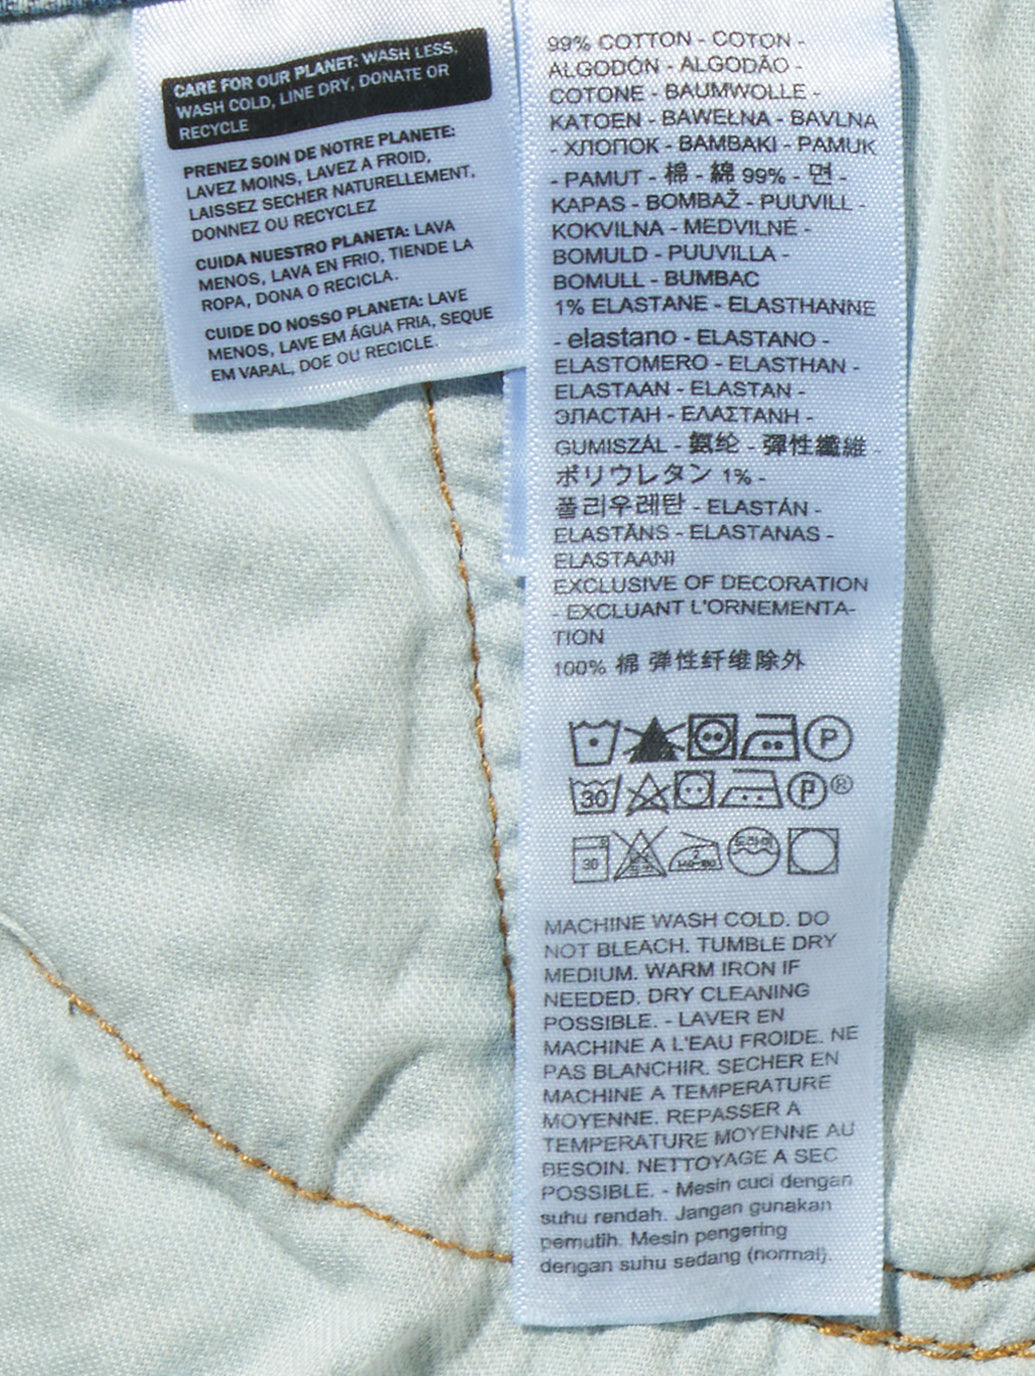 CARE FOR OUR PLANET: WASH LESS,
WASH COLD, LINE DRY, DONATE OR
RECYCLE
PRENEZ SOIN DE NOTRE PLANETE:
LAVEZ MOINS, LAVEZ A FROID,
LAISSEZ SECHER NATURELLEMENT,
DONNEZ OU RECYCLEZ
CUIDA NUESTRO PLANETA: LAVA
MENOS, LAVA EN FRIO, TIENDE LA
ROPA, DONA O RECICLA.
CUIDE DO NOSSO PLANETA: LAVE
MENOS, LAVE EM ÁGUA FRIA, SEQUE
EM VARAL, DOE OU RECICLE.
99% COTTON - COTON -
ALGODÓN - ALGODÃO -
COTONE - BAUMWOLLE -
KATOEN - BAWEŁNA - BAVLNA
- ХЛОПОК - ΒΑΜΒΑΚΙ - PAMUK
- PAMUT - 棉 - 綿 99% - 면 -
KAPAS - BOMBAŽ - PUUVILL -
KOKVILNA - MEDVILNĖ -
BOMULD - PUUVILLA -
BOMULL - BUMBAC
1% ELASTANE - ELASTHANNE
- elastano - ELASTANO -
ELASTOMERO - ELASTHAN -
ELASTAAN - ELASTAN -
ЭЛАСТАН - ΕΛΑΣΤΑΝΗ -
GUMISZÁL - 氨纶 - 彈性纖維 -
ポリウレタン 1% -
폴리우레탄 - ELASTÁN -
ELASTĀNS - ELASTANAS -
ELASTAANI
EXCLUSIVE OF DECORATION
- EXCLUANT L'ORNEMENTA-
TION
100% 棉 弹性纤维除外
P
30 P ®
30 2 드라이
MACHINE WASH COLD. DO
NOT BLEACH. TUMBLE DRY
MEDIUM. WARM IRON IF
NEEDED. DRY CLEANING
POSSIBLE. - LAVER EN
MACHINE A L'EAU FROIDE. NE
PAS BLANCHIR. SECHER EN
MACHINE A TEMPERATURE
MOYENNE. REPASSER A
TEMPERATURE MOYENNE AU
BESOIN. NETTOYAGE A SEC
POSSIBLE. - Mesin cuci dengan
suhu rendah. Jangan gunakan
pemutih. Mesin pengering
dengan suhu sedang (normal).